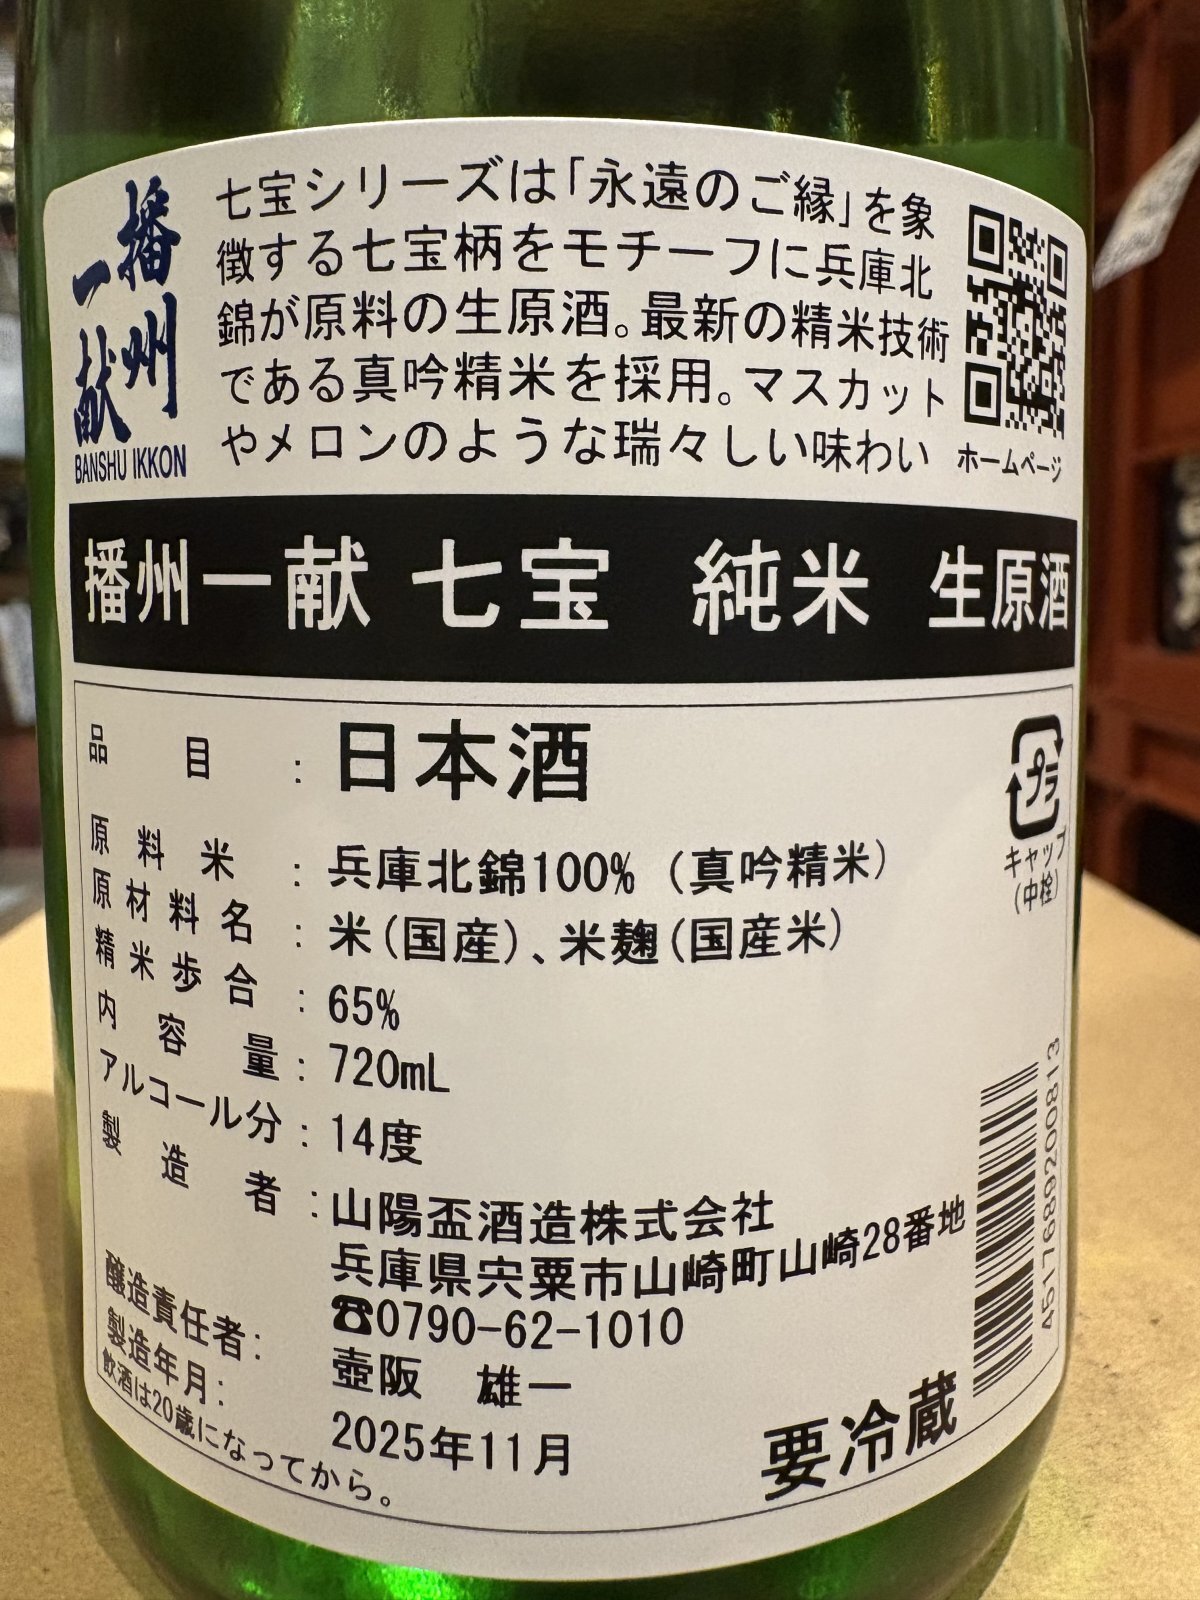 播州
一献
BANSHU IKKON
七宝シリーズは「永遠のご縁」を象
徴する七宝柄をモチーフに兵庫北
錦が原料の生原酒。最新の精米技術
である真吟精米を採用。マスカット
やメロンのような瑞々しい味わい
ホームページ
播州一献 七宝 純米 生原酒
品目:日本酒
原料米:兵庫北錦100%(真吟精米)
原材料名:米(国産)、米麹(国産米)
精米歩合:65%
内容量:720mL
アルコール分:14度
製造者:山陽盃酒造株式会社
兵庫県宍粟市山崎町山崎28番地
☎0790-62-1010
醸造責任者:壺阪 雄一
製造年月:2025年11月
飲酒は20歳になってから。
要冷蔵
プラ
キャップ
(中栓)
4517689200813